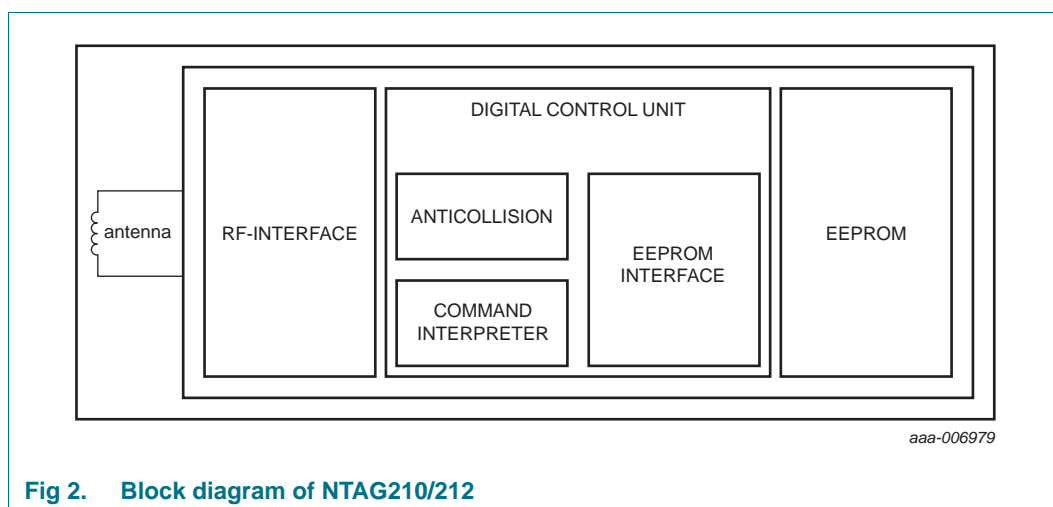 DIGITAL CONTROL UNIT
antenna
RF-INTERFACE
ANTICOLLISION
COMMAND
INTERPRETER
EEPROM
INTERFACE
EEPROM
aaa-006979
Fig 2. Block diagram of NTAG210/212